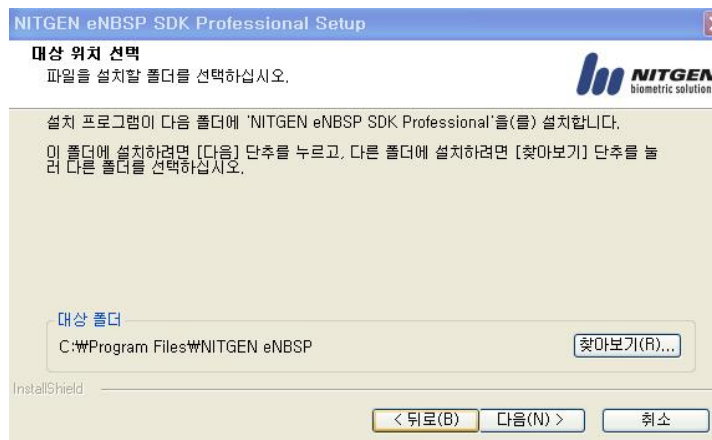 NITGEN eNBSP SDK Professional Setup
대상 위치 선택
파일을 설치할 폴더를 선택하십시오.
NITGEN
biometric solution
설치 프로그램이 다음 폴더에 'NITGEN eNBSP SDK Professional'을(를) 설치합니다.
이 폴더에 설치하려면 [다음] 단추를 누르고, 다른 폴더에 설치하려면 [찾아보기] 단추를 눌
러 다른 폴더를 선택하십시오.
대상 폴더
C:₩Program Files₩NITGEN eNBSP
찾아보기(R)...
InstallShield
< 뒤로(B)
다음(N) >
취소